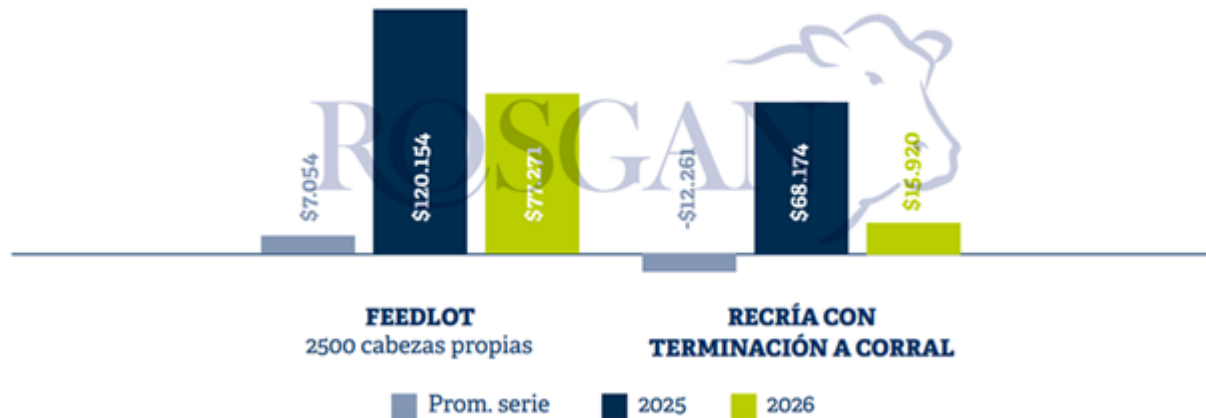 ROSGAN
$7.054
$120.154
$77.271
-$12.261
$68.174
$15.920
FEEDLOT
2500 cabezas propias
RECRÍA CON
TERMINACIÓN A CORRAL
Prom. serie
2025
2026